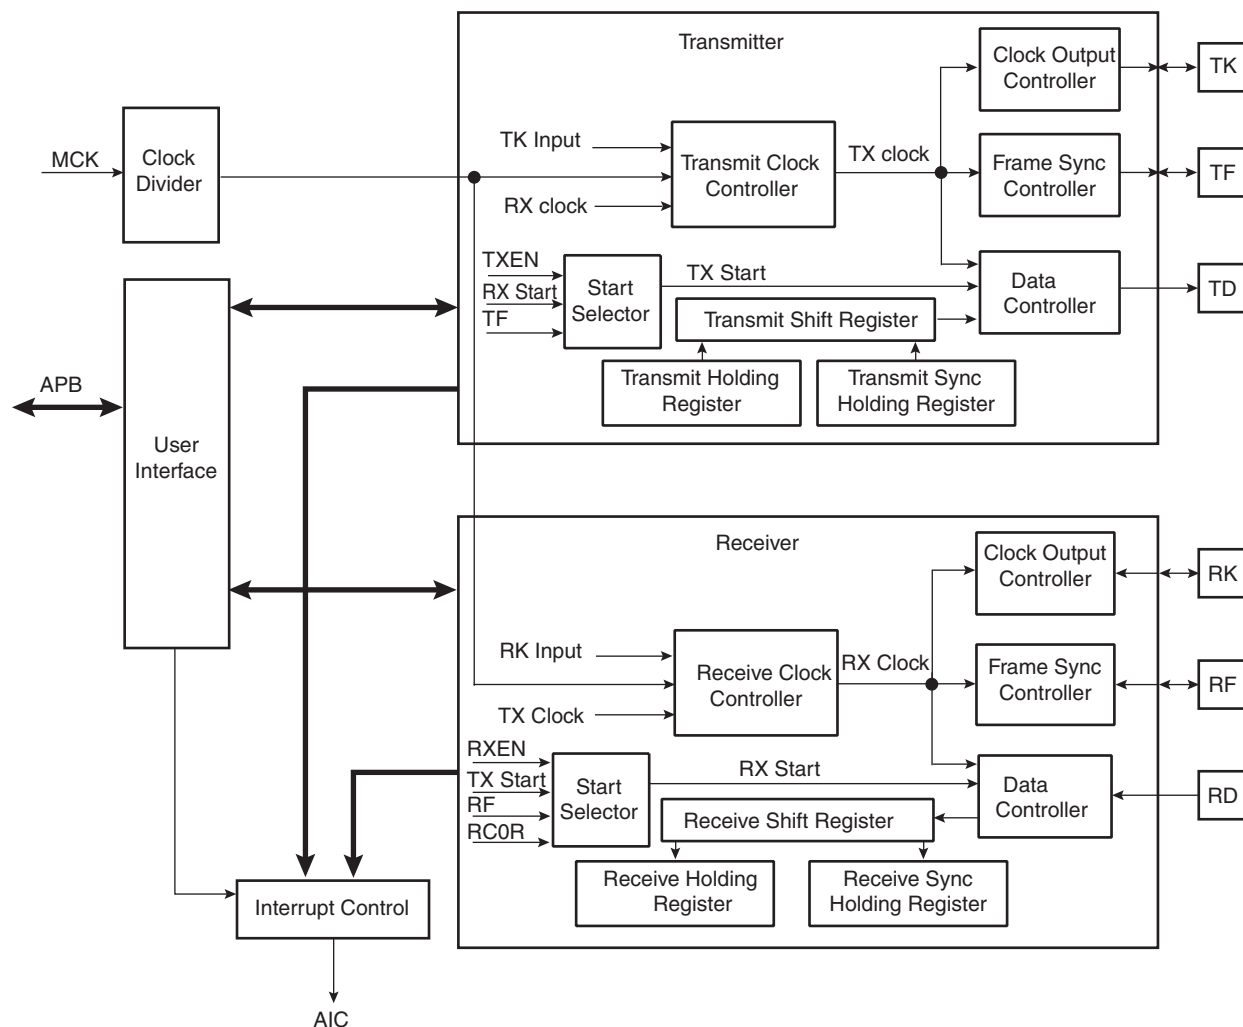 Transmitter
Clock Output
Controller
TK
MCK
Clock
Divider
TK Input
Transmit Clock
Controller
TX clock
Frame Sync
Controller
TF
RX clock
TXEN
RX Start
TF
Start
Selector
TX Start
Data
Controller
TD
Transmit Shift Register
Transmit Holding
Register
Transmit Sync
Holding Register
APB
User
Interface
Receiver
Clock Output
Controller
RK
RK Input
Receive Clock
Controller
RX Clock
Frame Sync
Controller
RF
TX Clock
RXEN
TX Start
RF
RC0R
Start
Selector
RX Start
Data
Controller
RD
Receive Shift Register
Receive Holding
Register
Receive Sync
Holding Register
Interrupt Control
AIC